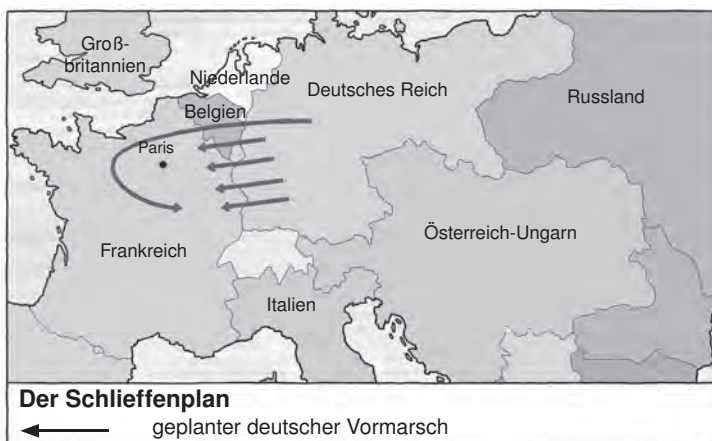 Groß-
britannien
Niederlande
Deutsches Reich
Russland
Belgien
Paris
Österreich-Ungarn
Frankreich
Italien
Der Schlieffenplan
geplanter deutscher Vormarsch